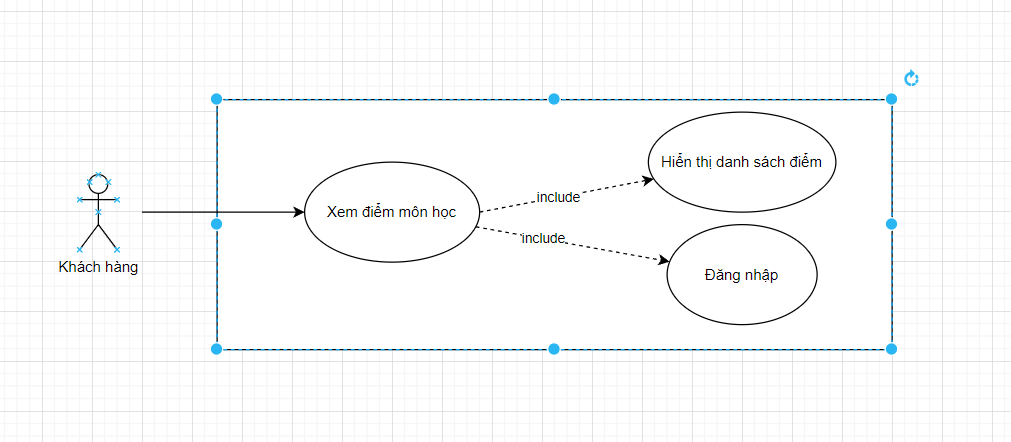 Hiển thị danh sách điểm
include
Xem điểm môn học
include
Khách hàng
Đăng nhập